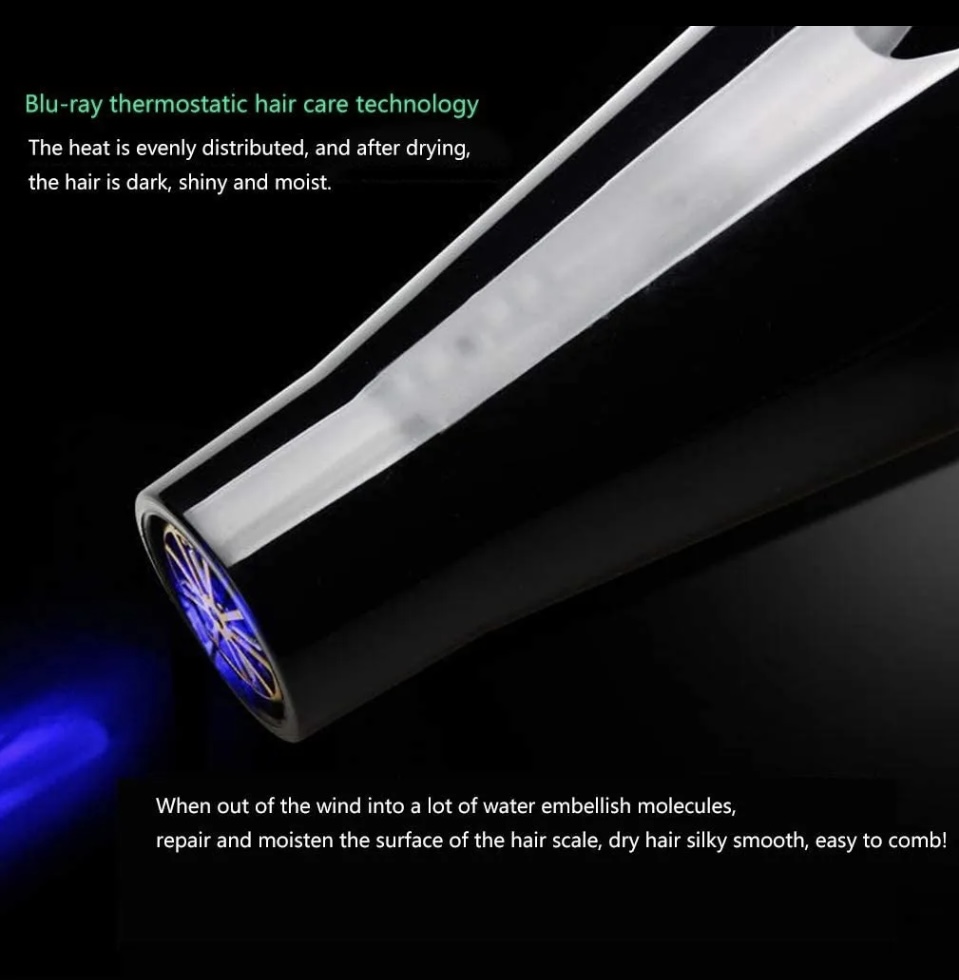 Blu-ray thermostatic hair care technology
The heat is evenly distributed, and after drying,
the hair is dark, shiny and moist.
When out of the wind into a lot of water embellish molecules,
repair and moisten the surface of the hair scale, dry hair silky smooth, easy to comb!